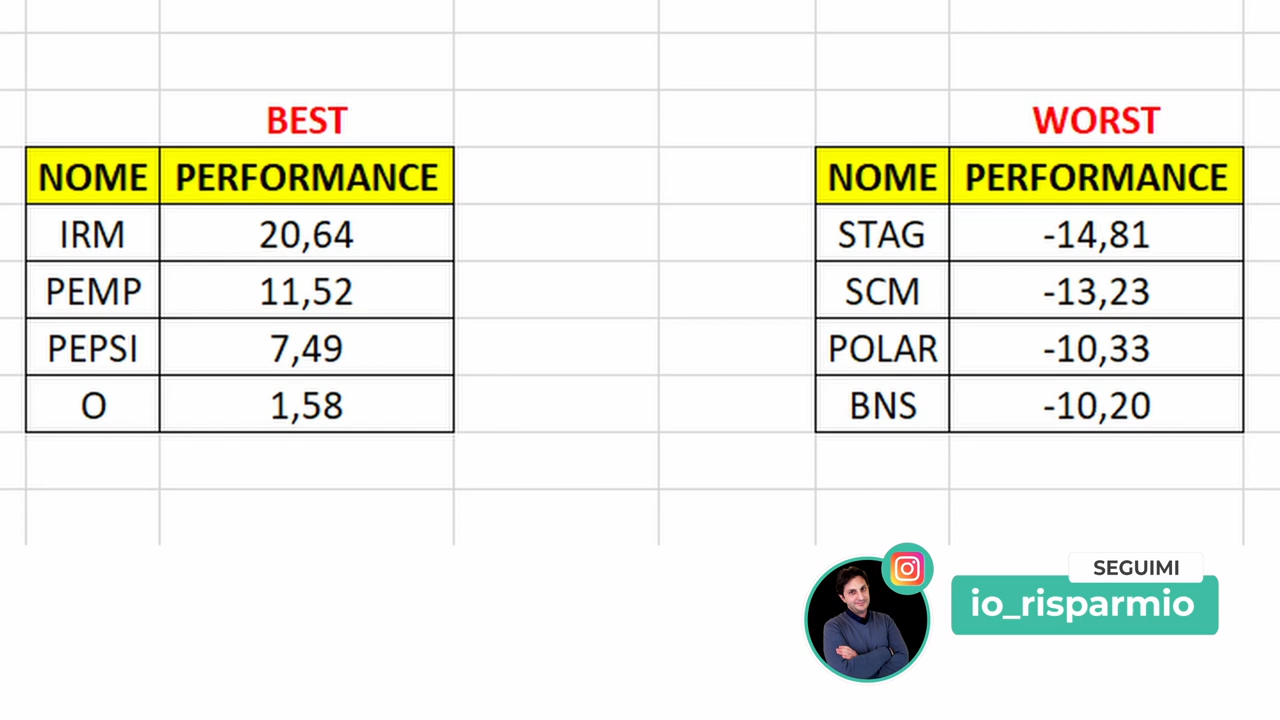 BEST
NOME PERFORMANCE
IRM 20,64
PEMP 11,52
PEPSI 7,49
O 1,58
WORST
NOME PERFORMANCE
STAG -14,81
SCM -13,23
POLAR -10,33
BNS -10,20
SEGUIMI
io_risparmio